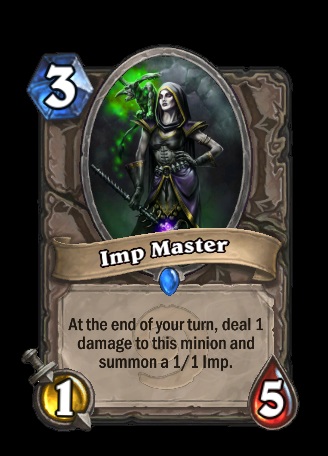 3
Imp Master
At the end of your turn, deal 1
damage to this minion and
summon a 1/1 Imp.
1
5